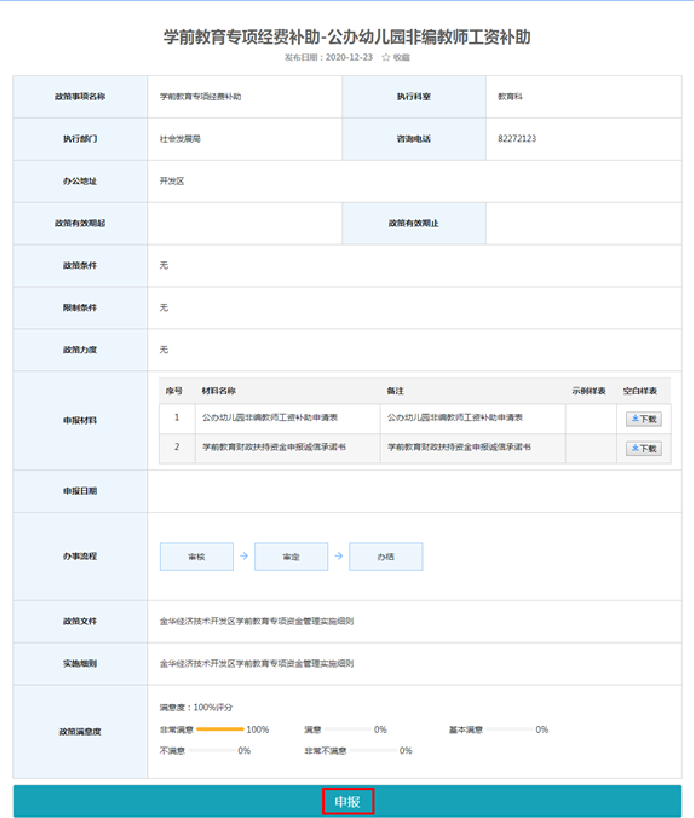 学前教育专项经费补助-公办幼儿园非编教师工资补助
发布日期：2020-12-23 ☆ 收藏
政策事项名称 学前教育专项经费补助 执行科室 教育科
执行部门 社会发展局 咨询电话 82272123
办公地址 开发区
政策有效期起 政策有效期止
政策条件 无
限制条件 无
政策力度 无
申报材料
序号 材料名称 备注 示例样表 空白样表
1 公办幼儿园非编教师工资补助申请表 公办幼儿园非编教师工资补助申请表 下载
2 学前教育财政扶持资金申报诚信承诺书 学前教育财政扶持资金申报诚信承诺书 下载
申报日期
办事流程 审核 → 审定 → 办结
政策文件 金华经济技术开发区学前教育专项资金管理实施细则
实施细则 金华经济技术开发区学前教育专项资金管理实施细则
政策满意度
满意度：100%评分
非常满意 100% 满意 0% 基本满意 0%
不满意 0% 非常不满意 0%
申报